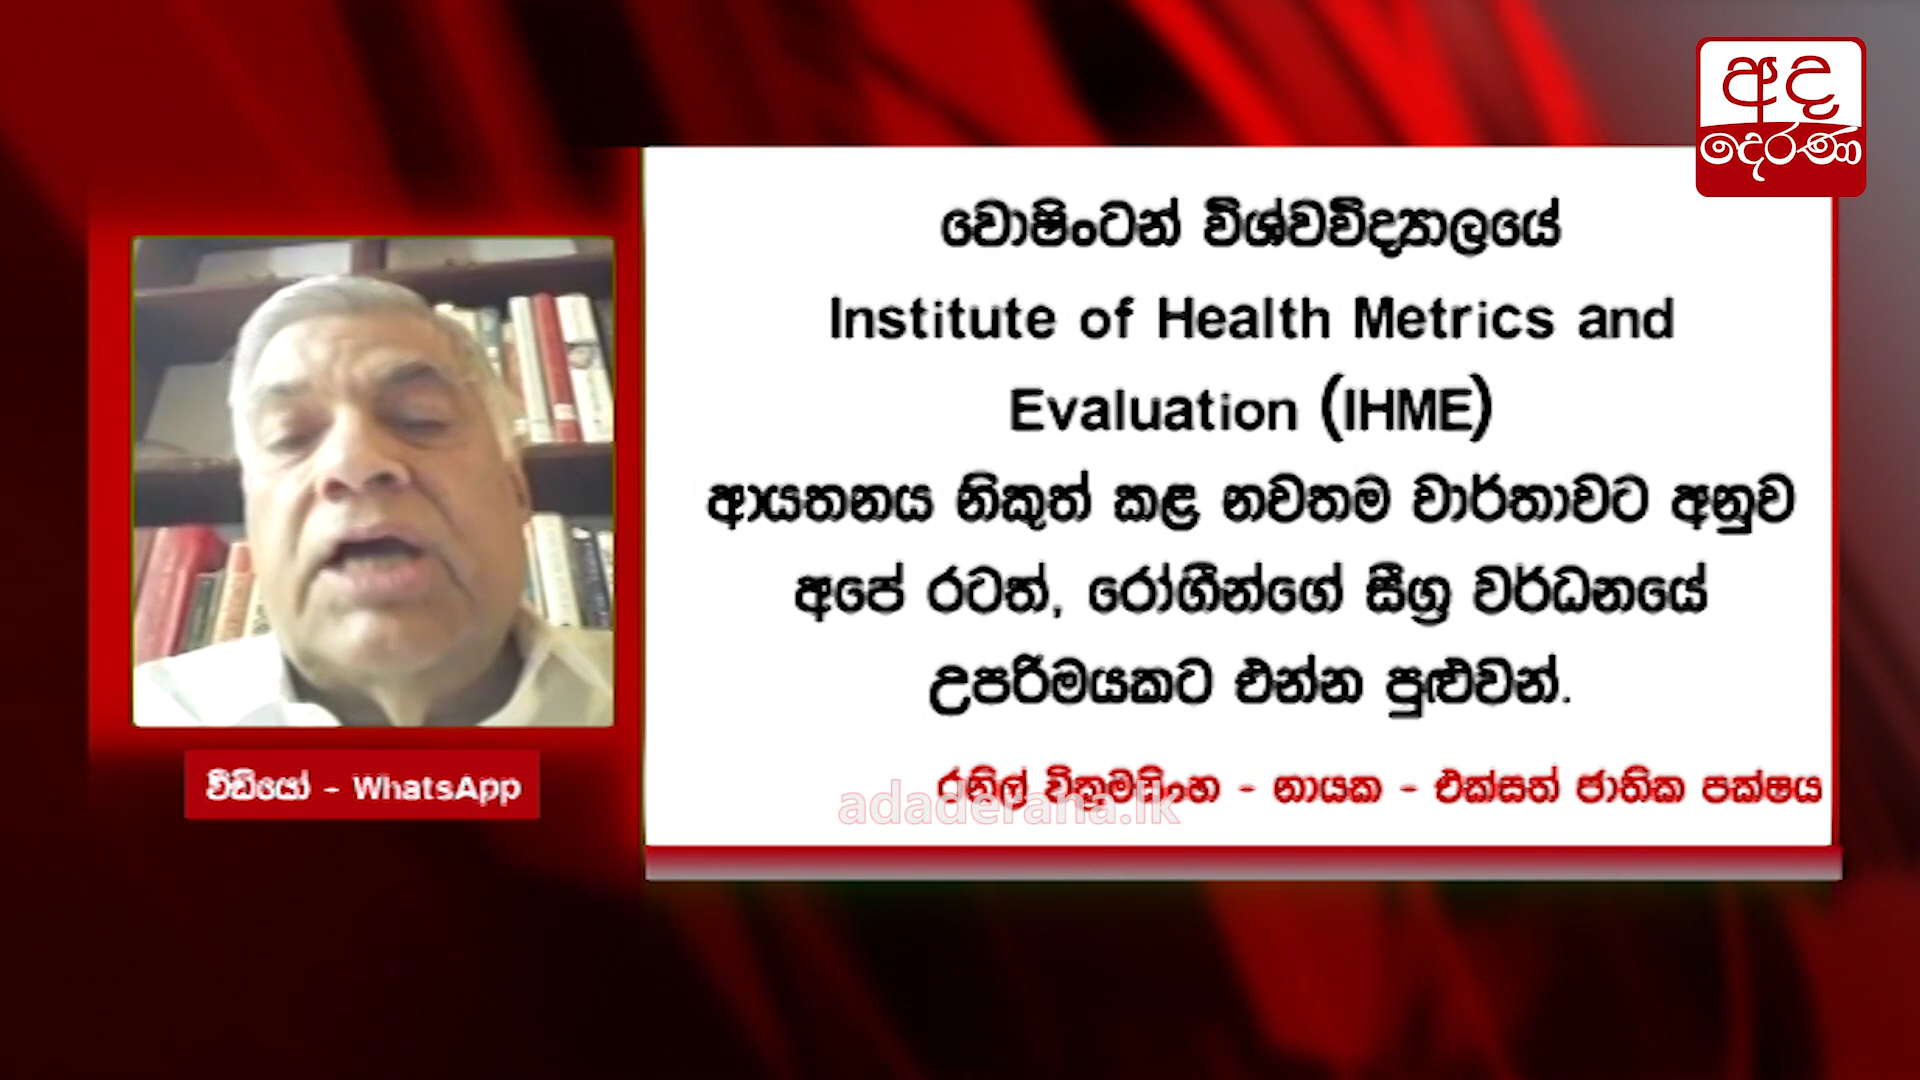 අද
දෙරණ
වොෂින්ටන් විශ්වවිද්‍යාලයේ
Institute of Health Metrics and
Evaluation (IHME)
ආයතනය නිකුත් කළ නවතම වාර්තාවට අනුව
අපේ රටත්, රෝගීන්ගේ සීග්‍ර වර්ධනයේ
උපරිමයකට එන්න පුළුවන්.
රනිල් වික්‍රමසිංහ - නායක - එක්සත් ජාතික පක්ෂය
adaderana.lk
වීඩියෝ - WhatsApp